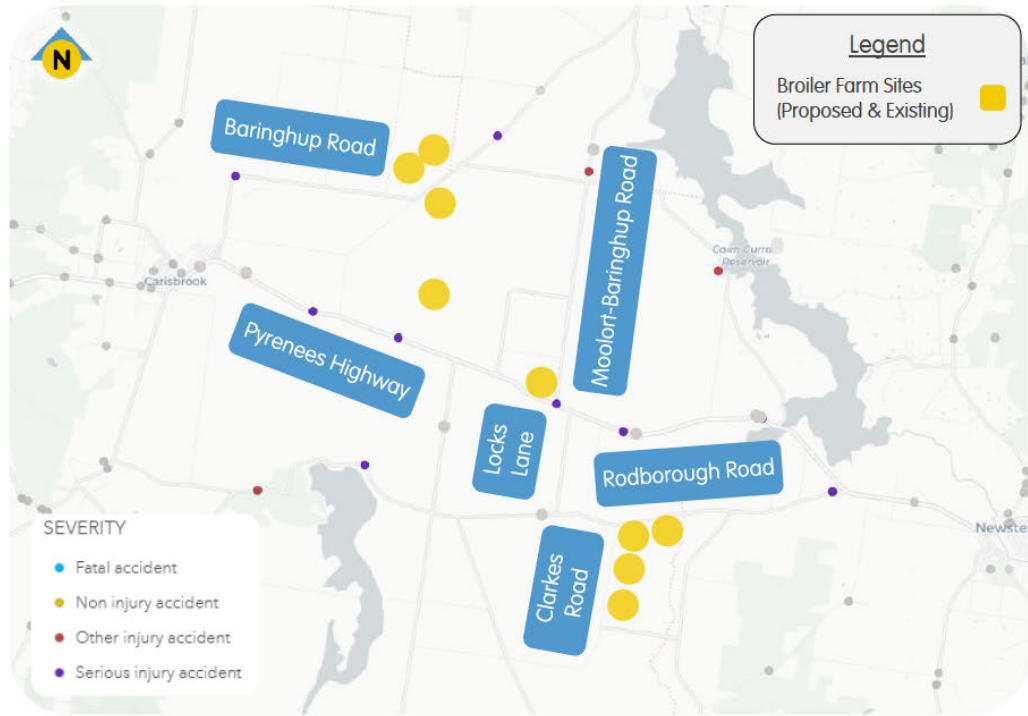 N
Legend
Broiler Farm Sites
(Proposed & Existing)
Baringhup Road
Moolort-Baringhup Road
Cairn Curran
Reservoir
Carisbrook
Pyrenees Highway
Locks
Lane
Rodborough Road
Clarkes
Road
Newste
SEVERITY
Fatal accident
Non injury accident
Other injury accident
Serious injury accident